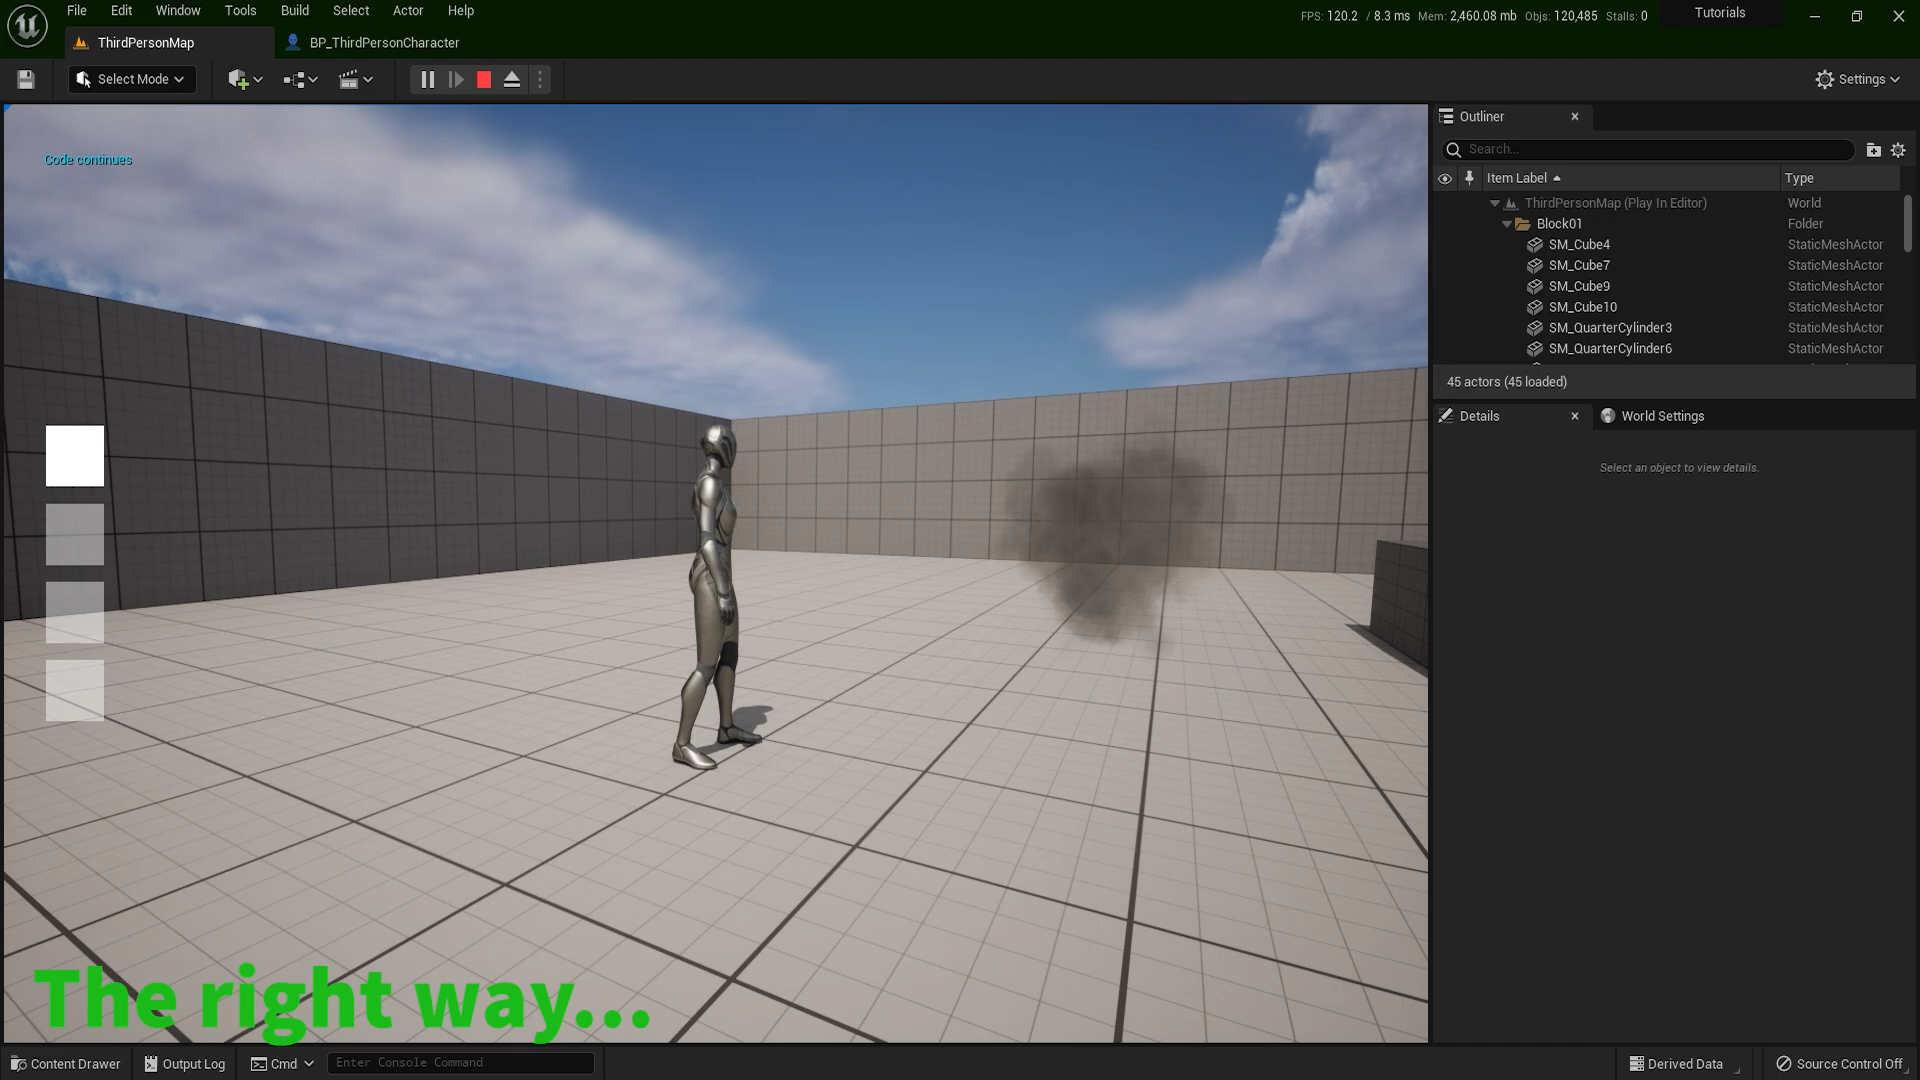 File Edit Window Tools Build Select Actor Help
FPS: 120.2 / 8.3 ms Mem: 2,460.08 mb Objs: 120,485 Stalls: 0
Tutorials
ThirdPersonMap
BP_ThirdPersonCharacter
Select Mode
Settings
Code continues
Outliner
Search...
Item Label Type
ThirdPersonMap (Play In Editor) World
Block01 Folder
SM_Cube4 StaticMeshActor
SM_Cube7 StaticMeshActor
SM_Cube9 StaticMeshActor
SM_Cube10 StaticMeshActor
SM_QuarterCylinder3 StaticMeshActor
SM_QuarterCylinder6 StaticMeshActor
45 actors (45 loaded)
Details World Settings
Select an object to view details.
The right way...
Content Drawer Output Log Cmd Enter Console Command Derived Data Source Control Off